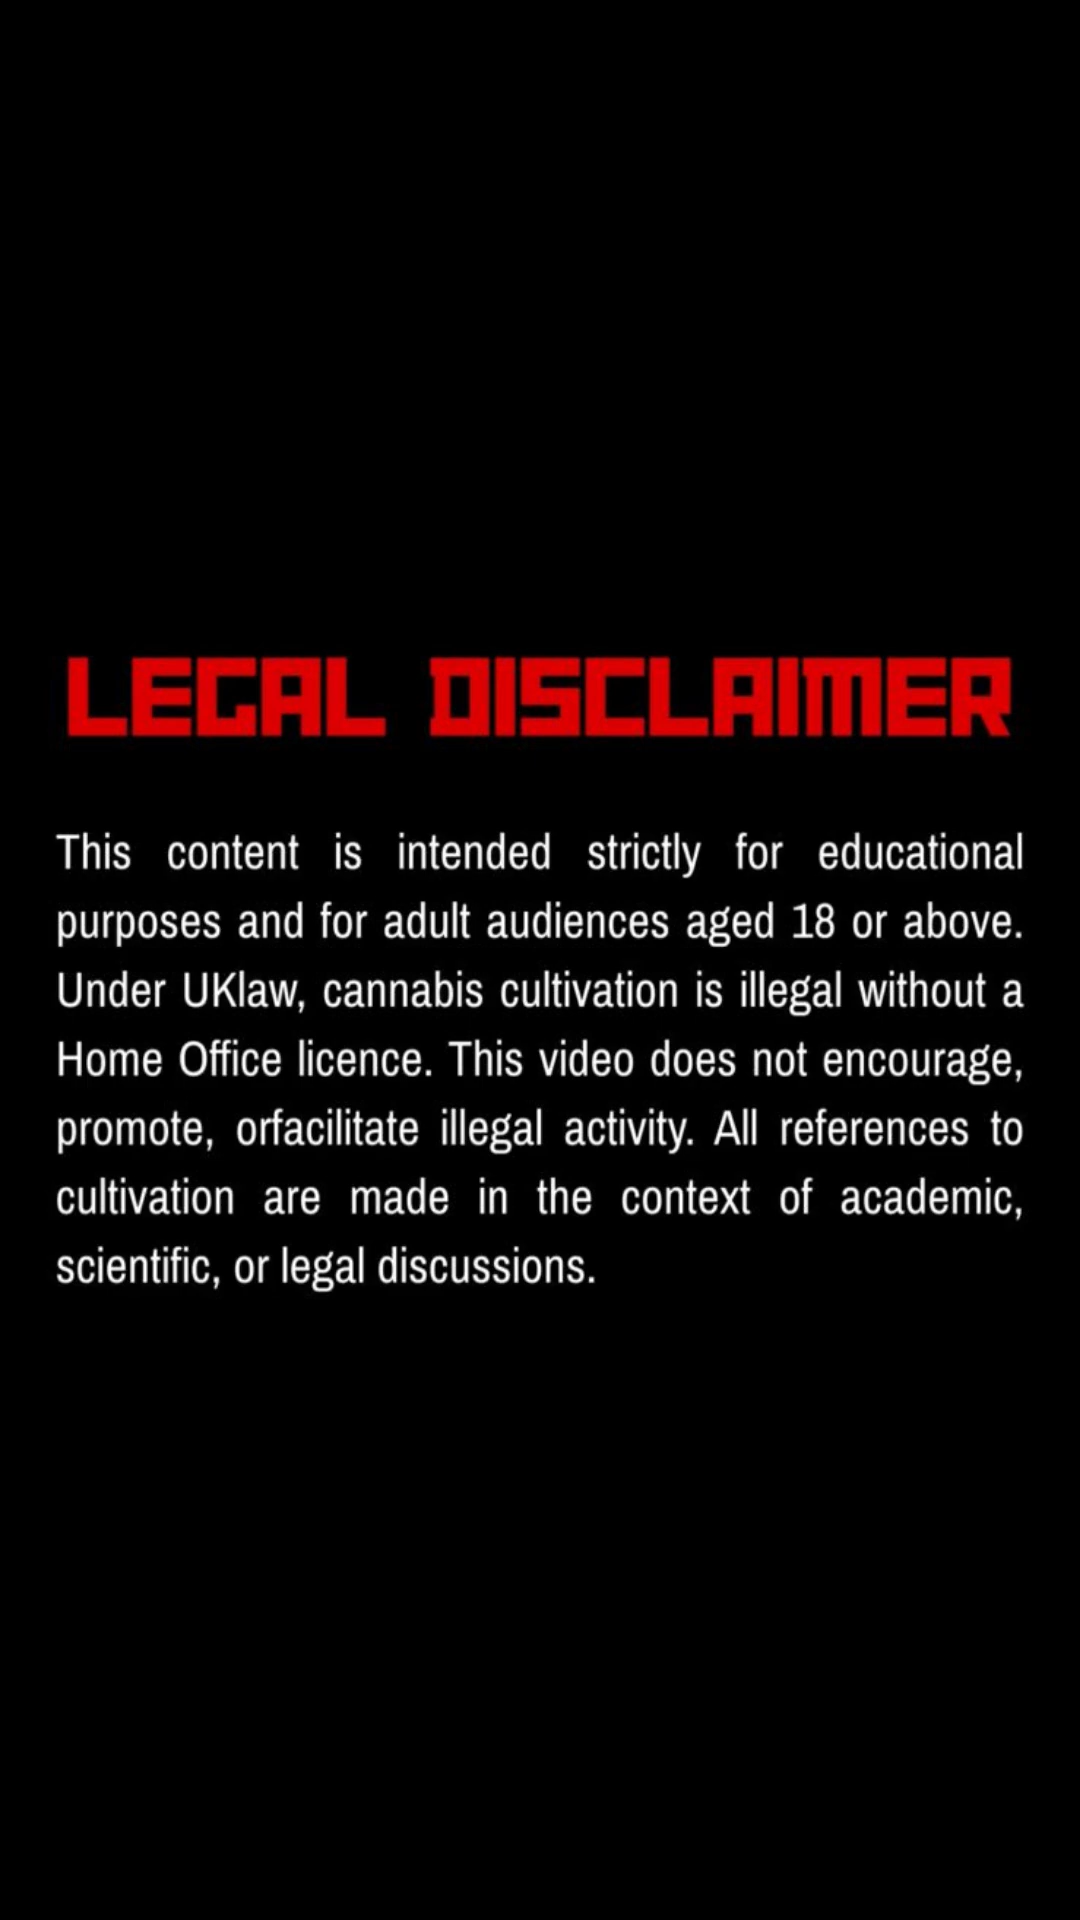 LEGAL DISCLAIMER
This content is intended strictly for educational
purposes and for adult audiences aged 18 or above.
Under UKlaw, cannabis cultivation is illegal without a
Home Office licence. This video does not encourage,
promote, orfacilitate illegal activity. All references to
cultivation are made in the context of academic,
scientific, or legal discussions.